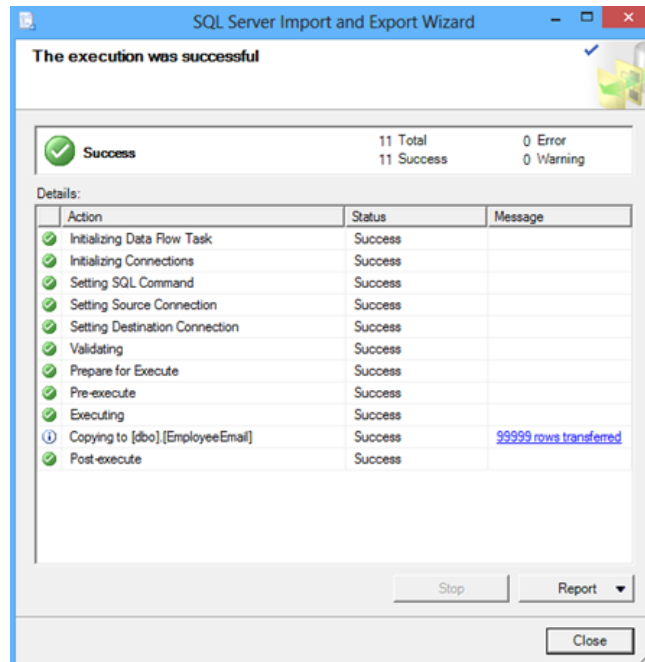 SQL Server Import and Export Wizard
The execution was successful
Success
11 Total
0 Error
11 Success
0 Warning
Details:
Action Status Message
Initializing Data Flow Task Success
Initializing Connections Success
Setting SQL Command Success
Setting Source Connection Success
Setting Destination Connection Success
Validating Success
Prepare for Execute Success
Pre-execute Success
Executing Success
Copying to [dbo].[EmployeeEmail] Success 99999 rows transferred
Post-execute Success
Stop Report
Close